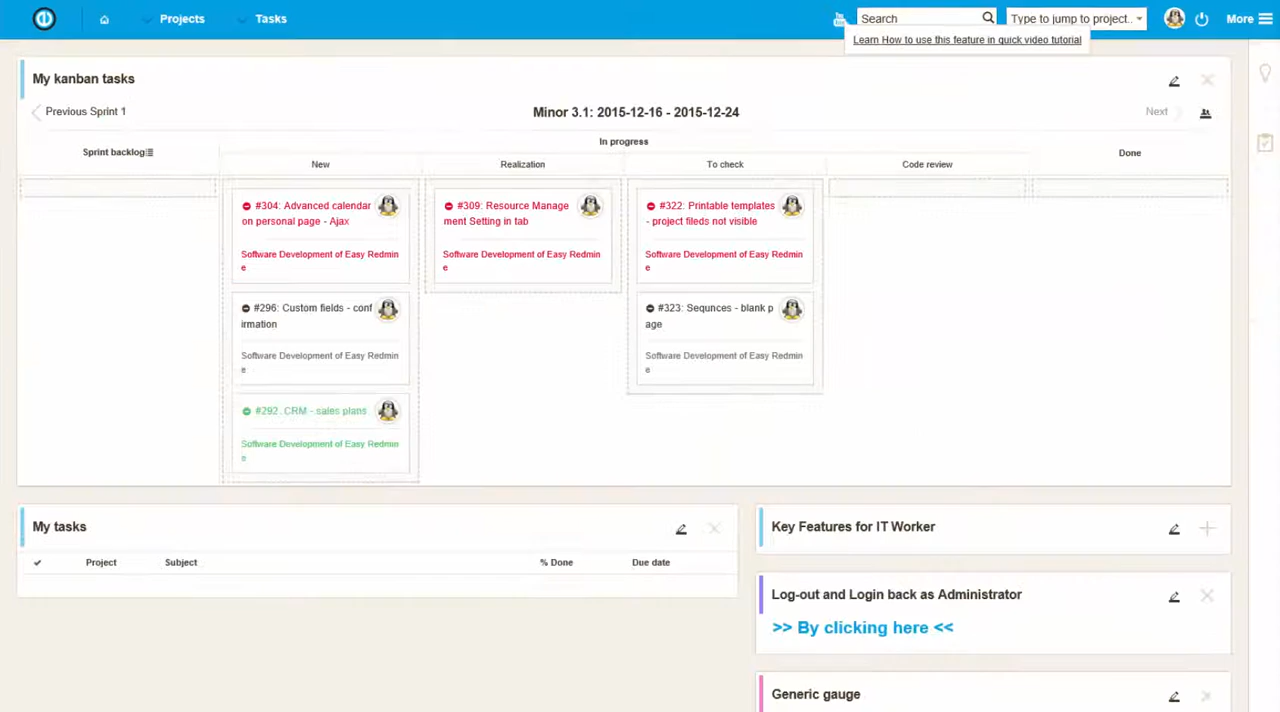 Projects
Tasks
Search
Type to jump to project..
More
Learn How to use this feature in quick video tutorial
My kanban tasks
Previous Sprint 1
Minor 3.1: 2015-12-16 - 2015-12-24
Next
Sprint backlog
In progress
Done
New
Realization
To check
Code review
#304: Advanced calendar
on personal page - Ajax
Software Development of Easy Redmin
e
#296: Custom fields - conf
irmation
Software Development of Easy Redmin
e
#292. CRM - sales plans
Software Development of Easy Redmin
e
#309: Resource Manage
ment Setting in tab
Software Development of Easy Redmin
e
#322: Printable templates
- project fileds not visible
Software Development of Easy Redmin
e
#323: Sequnces - blank p
age
Software Development of Easy Redmin
e
My tasks
Project Subject % Done Due date
Key Features for IT Worker
Log-out and Login back as Administrator
>> By clicking here <<
Generic gauge